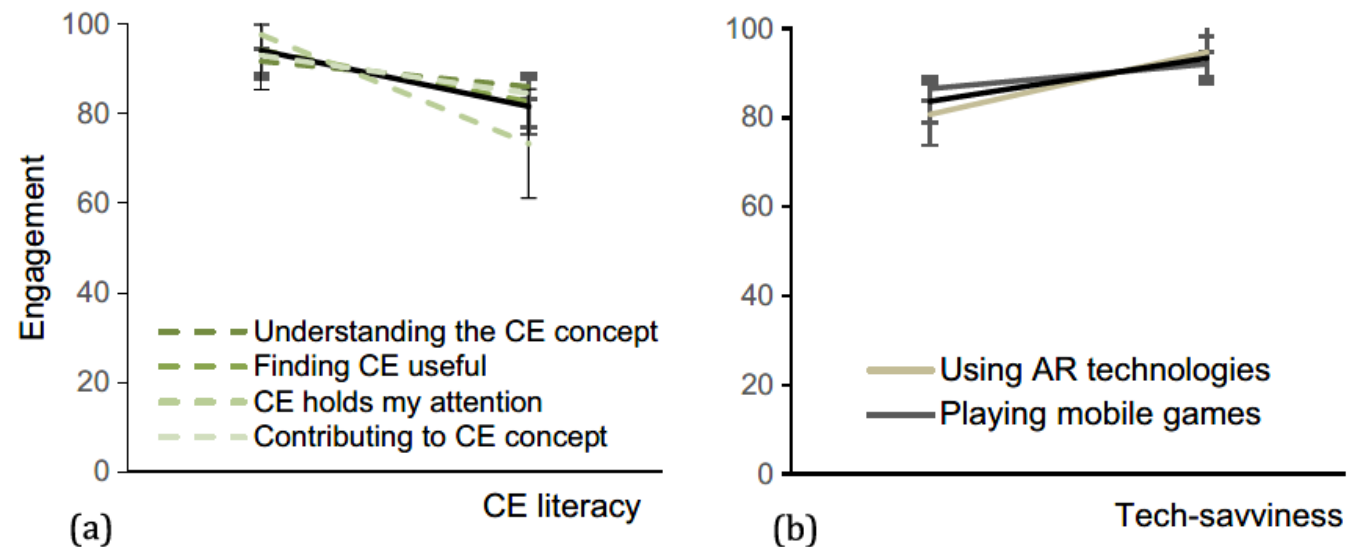 Engagement
100
80
60
40
20
0
Understanding the CE concept
Finding CE useful
CE holds my attention
Contributing to CE concept
CE literacy
(a)
100
80
60
40
20
0
Using AR technologies
Playing mobile games
Tech-savviness
(b)